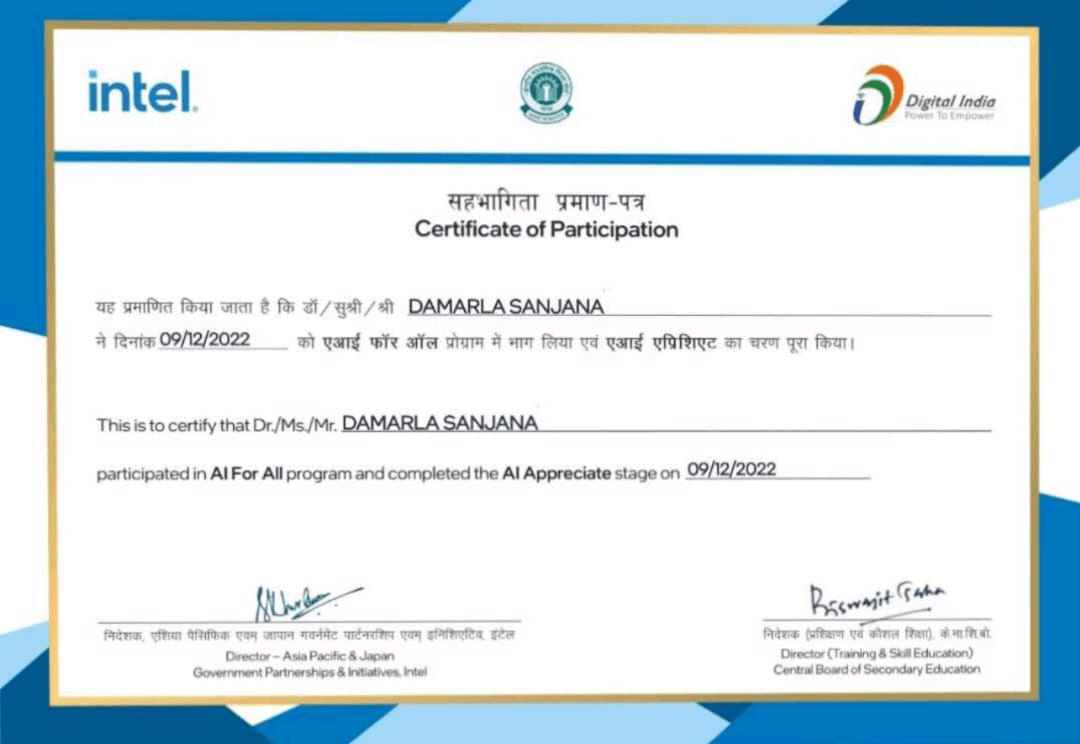 intel.
Digital India
Power To Empower
सहभागिता प्रमाण-पत्र
Certificate of Participation
यह प्रमाणित किया जाता है कि डॉ/सुश्री/श्री DAMARLA SANJANA
ने दिनांक 09/12/2022 को एआई फॉर ऑल प्रोग्राम में भाग लिया एवं एआई एप्रिशिएट का चरण पूरा किया।
This is to certify that Dr./Ms./Mr. DAMARLA SANJANA
participated in AI For All program and completed the AI Appreciate stage on 09/12/2022
Biswajit Saha
निदेशक, एशिया पैसिफिक एवम् जापान गवर्नमेंट पार्टनरशिप एवम् इनिशिएटिव, इंटेल
Director – Asia Pacific & Japan
Government Partnerships & Initiatives, Intel
निदेशक (प्रशिक्षण एवं कौशल शिक्षा), के.मा.शि.बो.
Director (Training & Skill Education)
Central Board of Secondary Education